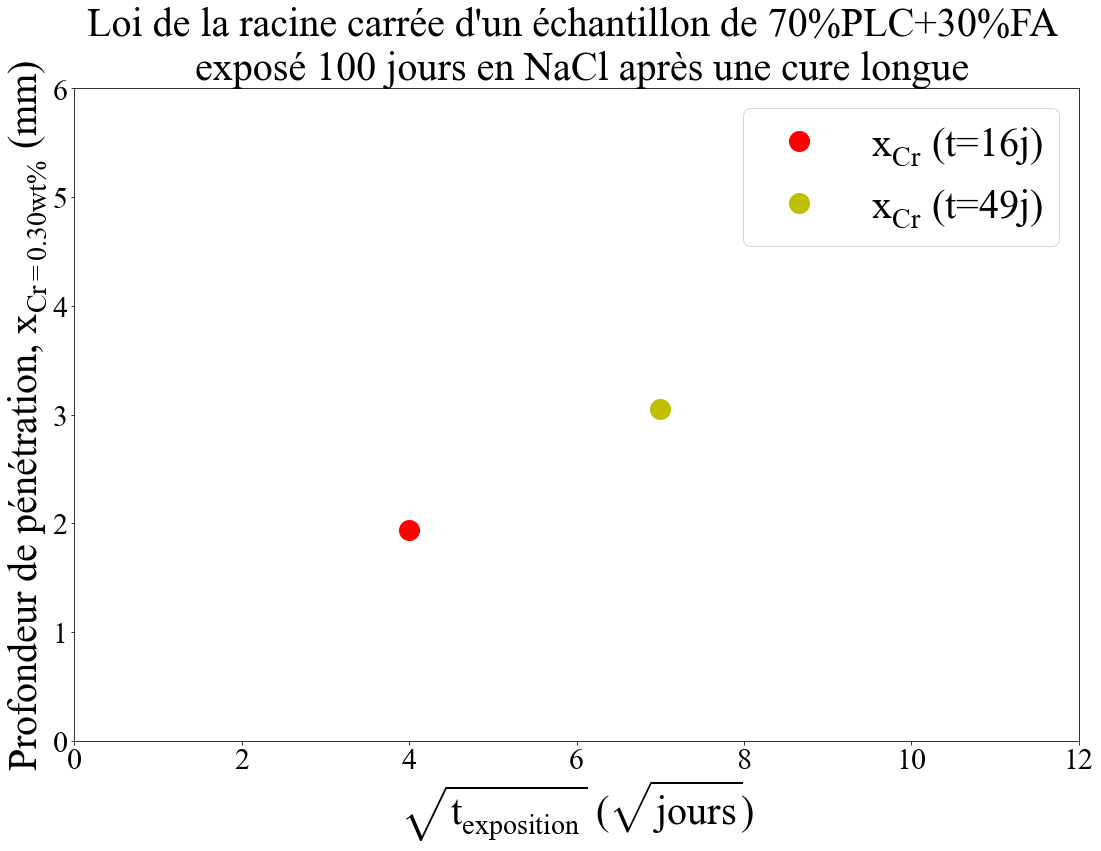 Loi de la racine carrée d'un échantillon de 70%PLC+30%FA
exposé 100 jours en NaCl après une cure longue
Profondeur de pénétration, x_Cr = 0.30wt% (mm)
6
5
4
3
2
1
0
x_Cr (t=16j)
x_Cr (t=49j)
0 2 4 6 8 10 12
√t_exposition (√jours)